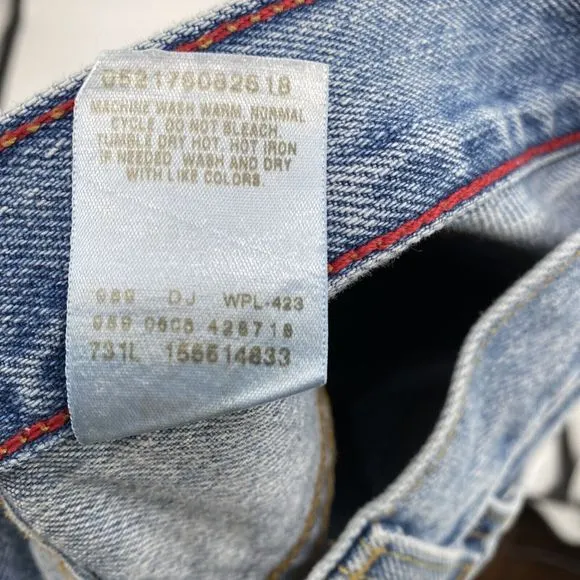 MACHINE WASH WARM, NORMAL
CYCLE. DO NOT BLEACH.
TUMBLE DRY HOT. HOT IRON
IF NEEDED. WASH AND DRY
WITH LIKE COLORS.
DJ WPL-423
731L